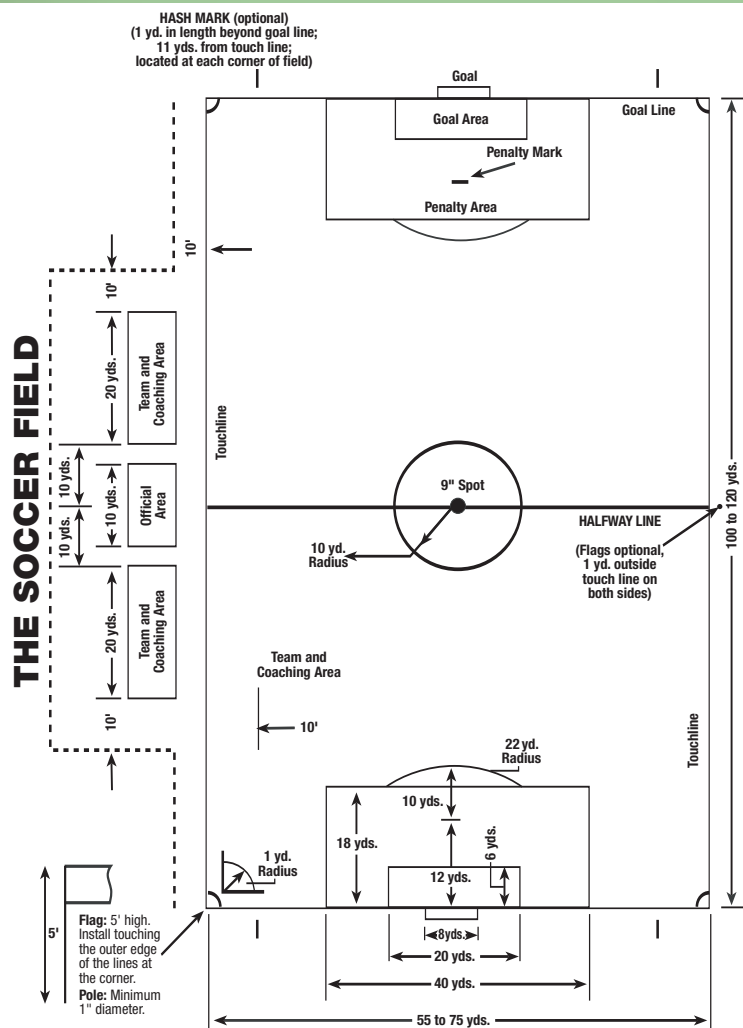 HASH MARK (optional)
(1 yd. in length beyond goal line;
11 yds. from touch line;
located at each corner of field)
Goal
Goal Area
Goal Line
Penalty Mark
Penalty Area
10'
10'
THE SOCCER FIELD
20 yds.
Team and
Coaching Area
Touchline
10 yds.
10 yds.
10 yds.
Official
Area
9" Spot
10 yd.
Radius
HALFWAY LINE
(Flags optional,
1 yd. outside
touch line on
both sides)
100 to 120 yds.
20 yds.
Team and
Coaching Area
10'
Team and
Coaching Area
10'
Touchline
22 yd.
Radius
10 yds.
18 yds.
12 yds.
6 yds.
1 yd.
Radius
5'
Flag: 5' high.
Install touching
the outer edge
of the lines at
the corner.
Pole: Minimum
1" diameter.
8yds.
20 yds.
40 yds.
55 to 75 yds.